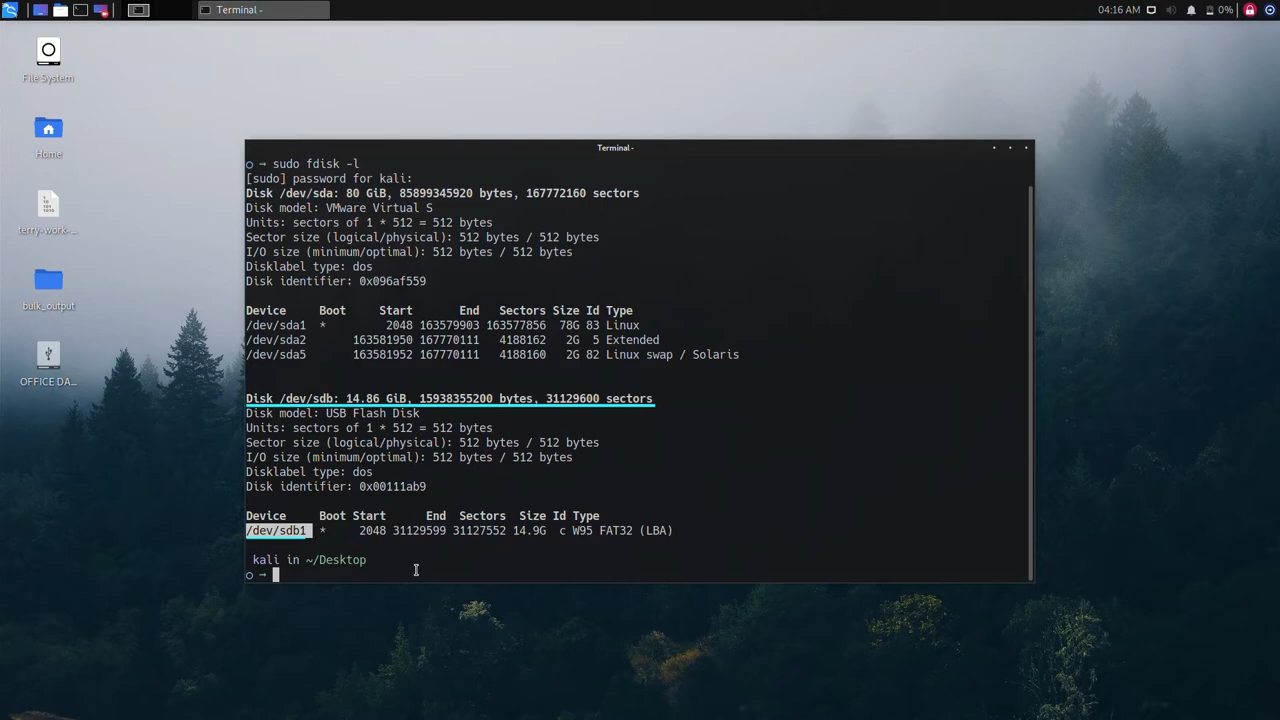 Terminal -
04:16 AM
0%
File System
Home
terry-work-...
bulk_output
OFFICE DA...
Terminal -
→ sudo fdisk -l
[sudo] password for kali:
Disk /dev/sda: 80 GiB, 85899345920 bytes, 167772160 sectors
Disk model: VMware Virtual S
Units: sectors of 1 * 512 = 512 bytes
Sector size (logical/physical): 512 bytes / 512 bytes
I/O size (minimum/optimal): 512 bytes / 512 bytes
Disklabel type: dos
Disk identifier: 0x096af559
Device     Boot     Start       End   Sectors Size Id Type
/dev/sda1  *         2048 163579903 163577856  78G 83 Linux
/dev/sda2       163581950 167770111   4188162   2G  5 Extended
/dev/sda5       163581952 167770111   4188160   2G 82 Linux swap / Solaris
Disk /dev/sdb: 14.86 GiB, 15938355200 bytes, 31129600 sectors
Disk model: USB Flash Disk
Units: sectors of 1 * 512 = 512 bytes
Sector size (logical/physical): 512 bytes / 512 bytes
I/O size (minimum/optimal): 512 bytes / 512 bytes
Disklabel type: dos
Disk identifier: 0x00111ab9
Device     Boot Start      End  Sectors  Size Id Type
/dev/sdb1  *     2048 31129599 31127552 14.9G  c W95 FAT32 (LBA)
kali in ~/Desktop
→